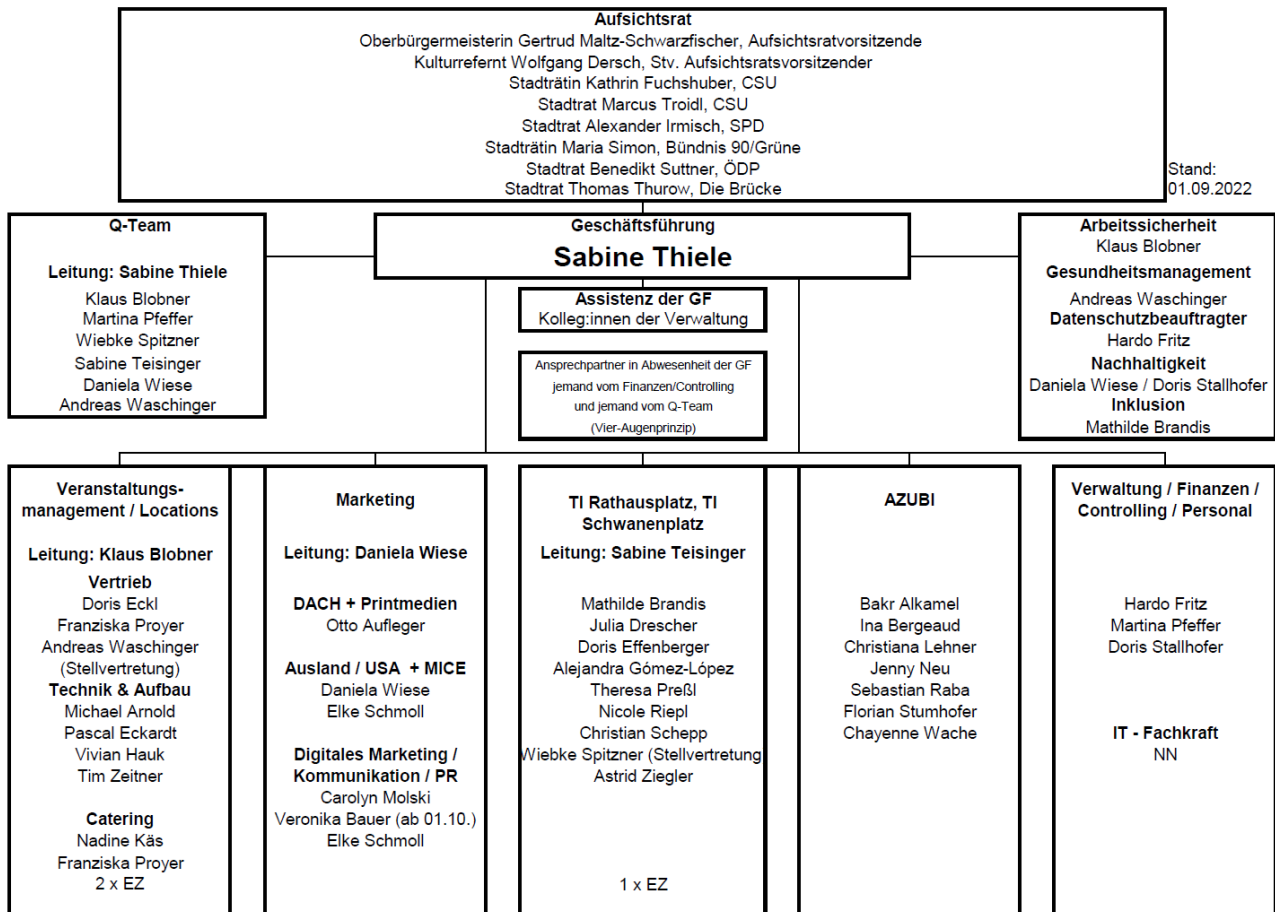 Aufsichtsrat
Oberbürgermeisterin Gertrud Maltz-Schwarzfischer, Aufsichtsratvorsitzende
Kulturrefernt Wolfgang Dersch, Stv. Aufsichtsratsvorsitzender
Stadträtin Kathrin Fuchshuber, CSU
Stadtrat Marcus Troidl, CSU
Stadtrat Alexander Irmisch, SPD
Stadträtin Maria Simon, Bündnis 90/Grüne
Stadtrat Benedikt Suttner, ÖDP
Stadtrat Thomas Thurow, Die Brücke
Stand:
01.09.2022
Q-Team
Leitung: Sabine Thiele
Klaus Blobner
Martina Pfeffer
Wiebke Spitzner
Sabine Teisinger
Daniela Wiese
Andreas Waschinger
Geschäftsführung
Sabine Thiele
Assistenz der GF
Kolleg:innen der Verwaltung
Ansprechpartner in Abwesenheit der GF
jemand vom Finanzen/Controlling
und jemand vom Q-Team
(Vier-Augenprinzip)
Arbeitssicherheit
Klaus Blobner
Gesundheitsmanagement
Andreas Waschinger
Datenschutzbeauftragter
Hardo Fritz
Nachhaltigkeit
Daniela Wiese / Doris Stallhofer
Inklusion
Mathilde Brandis
Veranstaltungs-
management / Locations
Leitung: Klaus Blobner
Vertrieb
Doris Eckl
Franziska Proyer
Andreas Waschinger
(Stellvertretung)
Technik & Aufbau
Michael Arnold
Pascal Eckardt
Vivian Hauk
Tim Zeitner
Catering
Nadine Käs
Franziska Proyer
2 x EZ
Marketing
Leitung: Daniela Wiese
DACH + Printmedien
Otto Aufleger
Ausland / USA + MICE
Daniela Wiese
Elke Schmoll
Digitales Marketing /
Kommunikation / PR
Carolyn Molski
Veronika Bauer (ab 01.10.)
Elke Schmoll
TI Rathausplatz, TI
Schwanenplatz
Leitung: Sabine Teisinger
Mathilde Brandis
Julia Drescher
Doris Effenberger
Alejandra Gómez-López
Theresa Preßl
Nicole Riepl
Christian Schepp
Wiebke Spitzner (Stellvertretung
Astrid Ziegler
1 x EZ
AZUBI
Bakr Alkamel
Ina Bergeaud
Christiana Lehner
Jenny Neu
Sebastian Raba
Florian Stumhofer
Chayenne Wache
Verwaltung / Finanzen /
Controlling / Personal
Hardo Fritz
Martina Pfeffer
Doris Stallhofer
IT - Fachkraft
NN